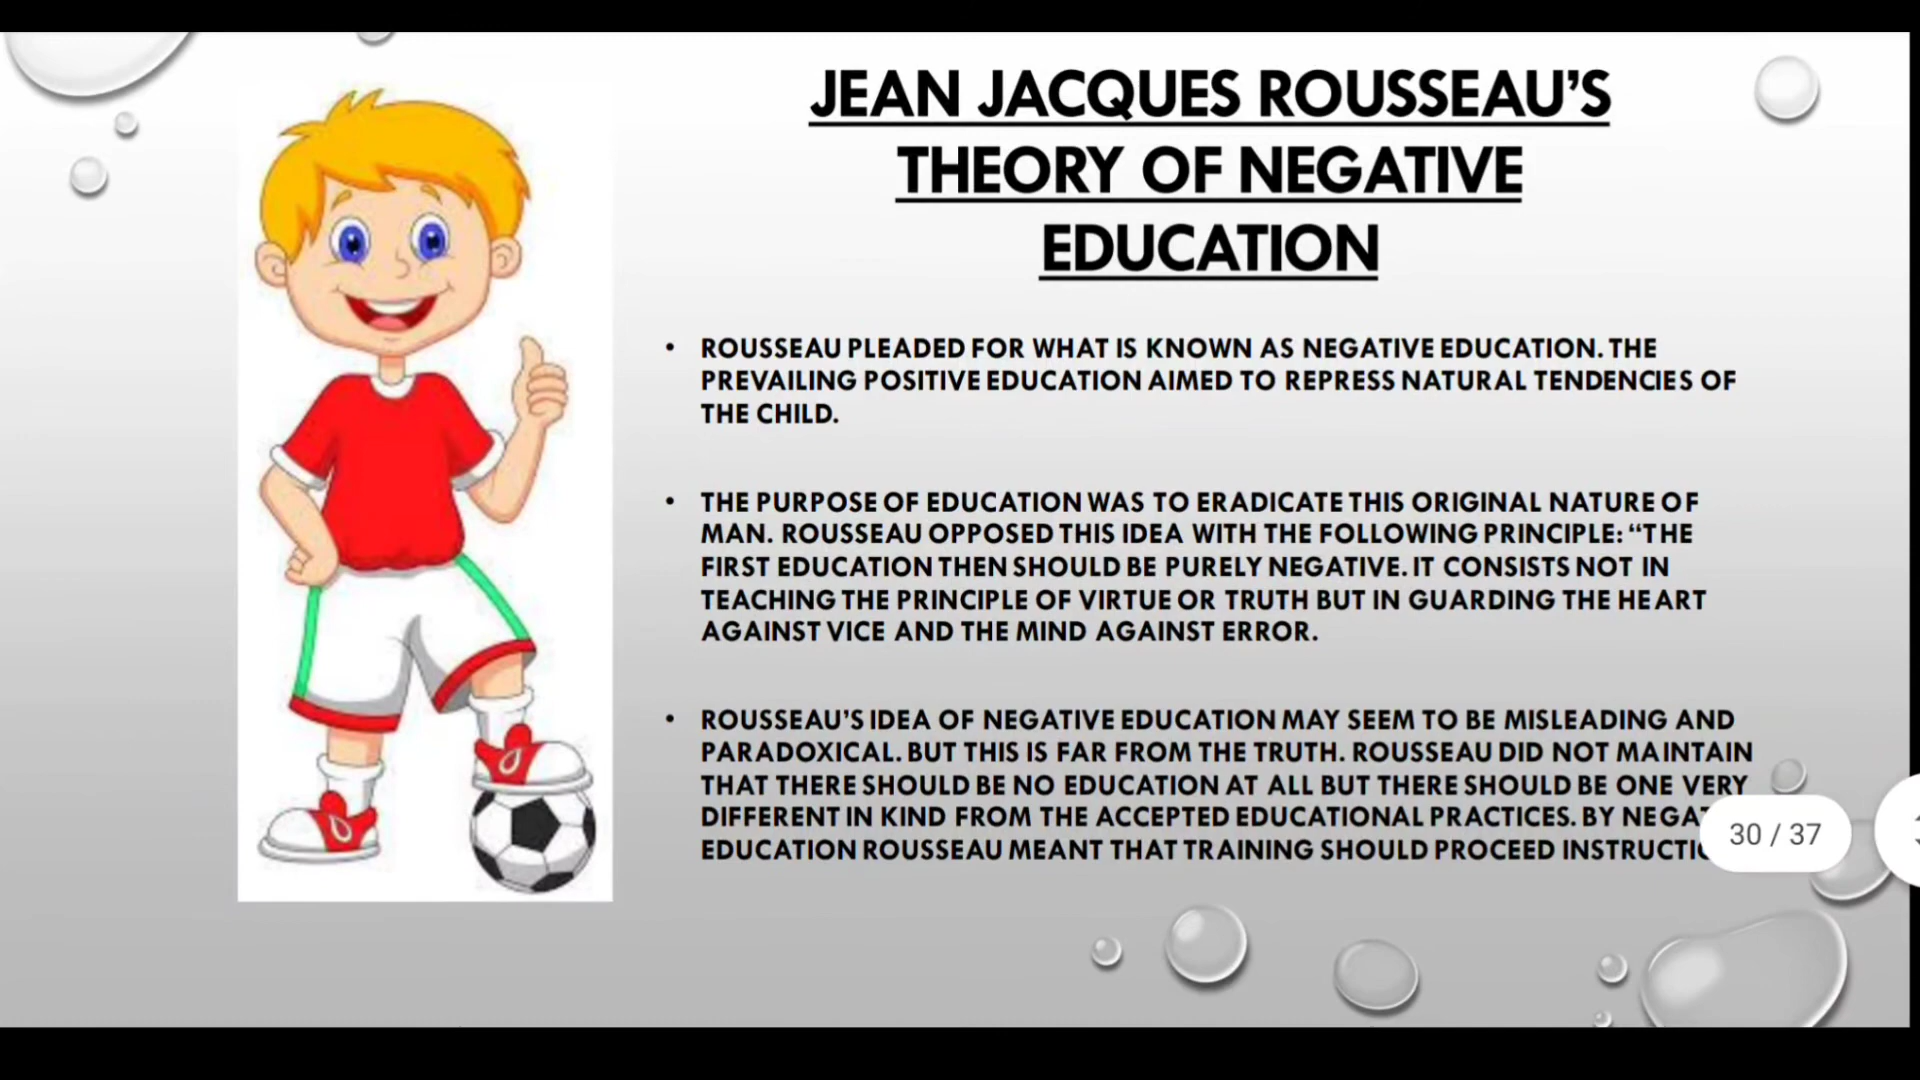 JEAN JACQUES ROUSSEAU’S
THEORY OF NEGATIVE
EDUCATION
• ROUSSEAU PLEADED FOR WHAT IS KNOWN AS NEGATIVE EDUCATION. THE
PREVAILING POSITIVE EDUCATION AIMED TO REPRESS NATURAL TENDENCIES OF
THE CHILD.
• THE PURPOSE OF EDUCATION WAS TO ERADICATE THIS ORIGINAL NATURE OF
MAN. ROUSSEAU OPPOSED THIS IDEA WITH THE FOLLOWING PRINCIPLE: “THE
FIRST EDUCATION THEN SHOULD BE PURELY NEGATIVE. IT CONSISTS NOT IN
TEACHING THE PRINCIPLE OF VIRTUE OR TRUTH BUT IN GUARDING THE HEART
AGAINST VICE AND THE MIND AGAINST ERROR.
• ROUSSEAU’S IDEA OF NEGATIVE EDUCATION MAY SEEM TO BE MISLEADING AND
PARADOXICAL. BUT THIS IS FAR FROM THE TRUTH. ROUSSEAU DID NOT MAINTAIN
THAT THERE SHOULD BE NO EDUCATION AT ALL BUT THERE SHOULD BE ONE VERY
DIFFERENT IN KIND FROM THE ACCEPTED EDUCATIONAL PRACTICES. BY
EDUCATION ROUSSEAU MEANT THAT TRAINING SHOULD PROCEED
30 / 37